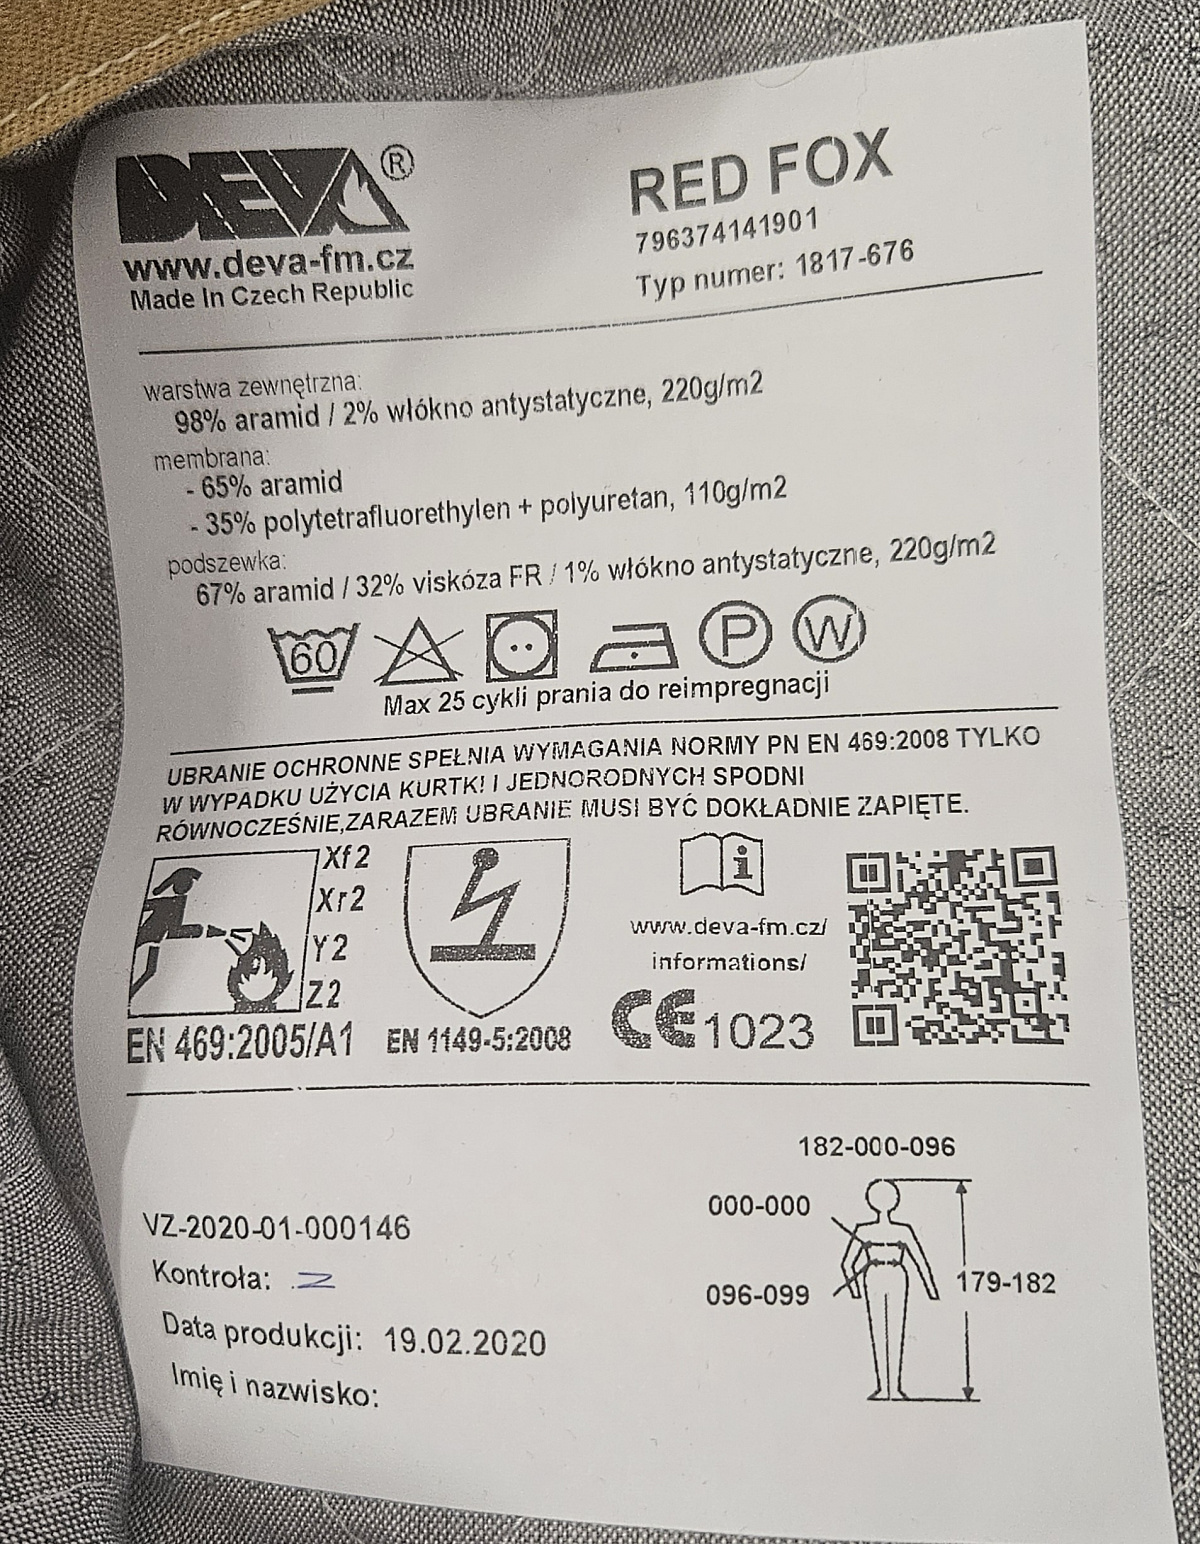 DEVA®
www.deva-fm.cz
Made In Czech Republic
RED FOX
796374141901
Typ numer: 1817-676
warstwa zewnętrzna:
98% aramid / 2% włókno antystatyczne, 220g/m2
membrana:
- 65% aramid
- 35% polytetrafluorethylen + polyuretan, 110g/m2
podszewka:
67% aramid / 32% viskóza FR / 1% włókno antystatyczne, 220g/m2
60 P W
Max 25 cykli prania do reimpregnacji
UBRANIE OCHRONNE SPEŁNIA WYMAGANIA NORMY PN EN 469:2008 TYLKO
W WYPADKU UŻYCIA KURTKI I JEDNORODNYCH SPODNI
RÓWNOCZEŚNIE,ZARAZEM UBRANIE MUSI BYĆ DOKŁADNIE ZAPIĘTE.
Xf2
Xr2
Y2
Z2
EN 469:2005/A1
EN 1149-5:2008
i
www.deva-fm.cz/
informations/
CE 1023
182-000-096
000-000
096-099
179-182
VZ-2020-01-000146
Kontroła:
Data produkcji: 19.02.2020
Imię i nazwisko: